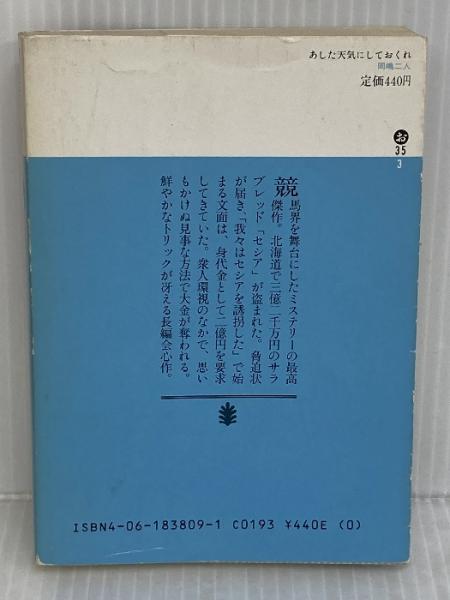 あした天気にしておくれ
岡嶋二人
定価440円
お
35
3
競馬界を舞台にしたミステリーの最高
傑作。北海道で三億二千万円のサラ
ブレッド「セシア」が盗まれた。脅迫状
が届き、「我々はセシアを誘拐した」で始
まる文面は、身代金として二億円を要求
してきていた。衆人環視のなかで、思い
もかけぬ見事な方法で大金が奪われる。
鮮やかなトリックが冴える長編会心作。
ISBN4-06-183809-1 C0193 ¥440E (0)